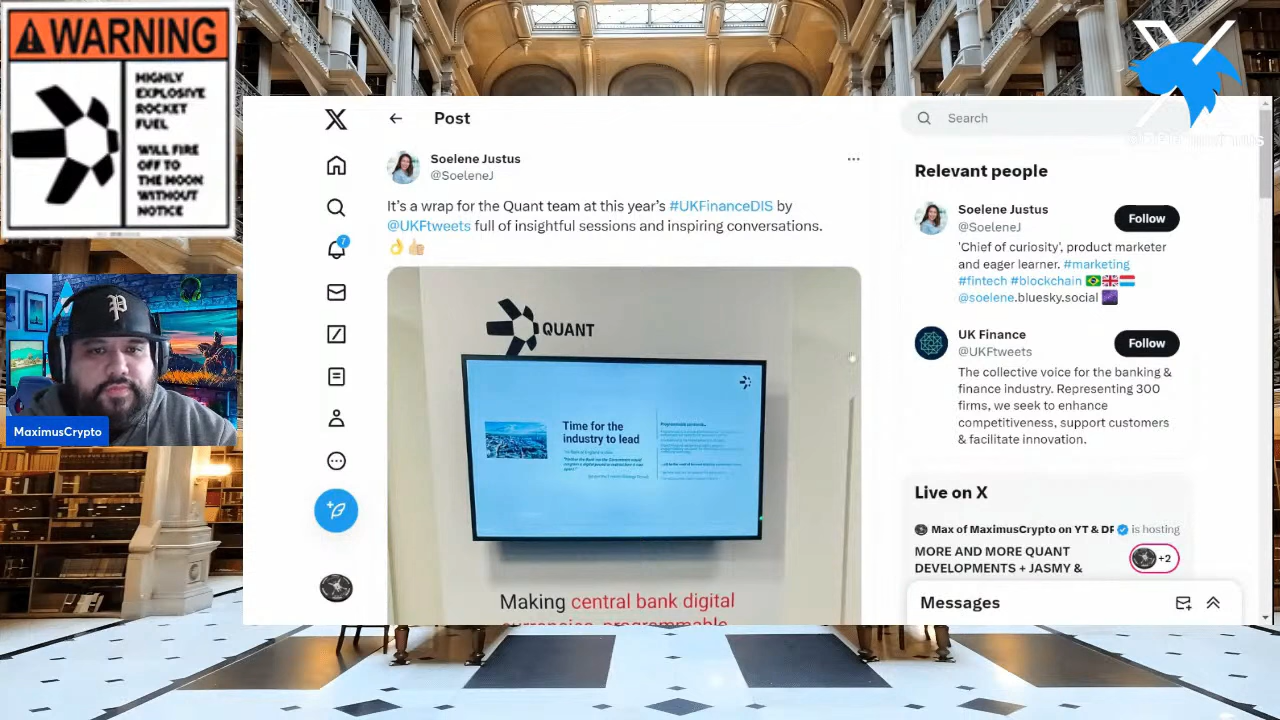 WARNING
HIGHLY
EXPLOSIVE
ROCKET
FUEL
WILL FIRE
OFF TO
THE MOON
WITHOUT
NOTICE
MaximusCrypto
7
Post
Soelene Justus
@SoeleneJ
It's a wrap for the Quant team at this year's #UKFinanceDIS by
@UKFtweets full of insightful sessions and inspiring conversations.
👌👍🏼
QUANT
Time for the
industry to lead
Making central bank digital
currencies programmable
Search
Relevant people
Soelene Justus
@SoeleneJ
Follow
'Chief of curiosity', product marketer
and eager learner. #marketing
#fintech #blockchain 🇧🇷🇬🇧🇱🇺
@soelene.bluesky.social
UK Finance
@UKFtweets
Follow
The collective voice for the banking &
finance industry. Representing 300
firms, we seek to enhance
competitiveness, support customers
& facilitate innovation.
Live on X
Max of MaximusCrypto on YT & DF is hosting
MORE AND MORE QUANT
DEVELOPMENTS + JASMY &
+2
Messages